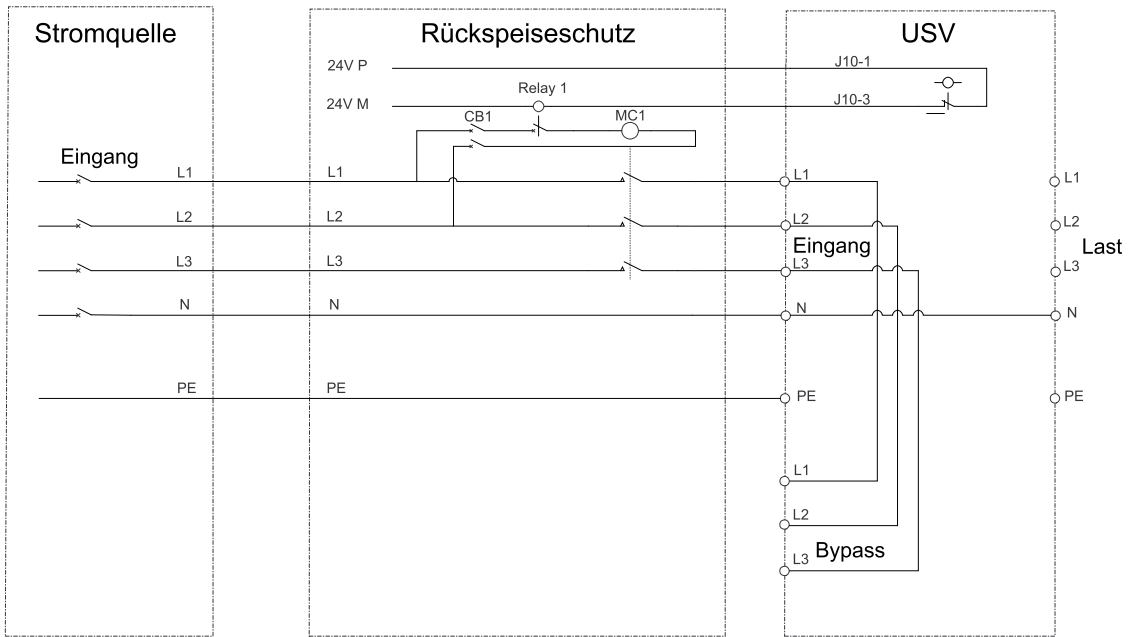 Stromquelle
Rückspeiseschutz
USV
24V P
J10-1
Relay 1
24V M
J10-3
CB1
MC1
Eingang
L1
L1
L1
L1
L2
L2
L2
L2
Eingang
Last
L3
L3
L3
L3
N
N
N
N
PE
PE
PE
PE
L1
L2
Bypass
L3